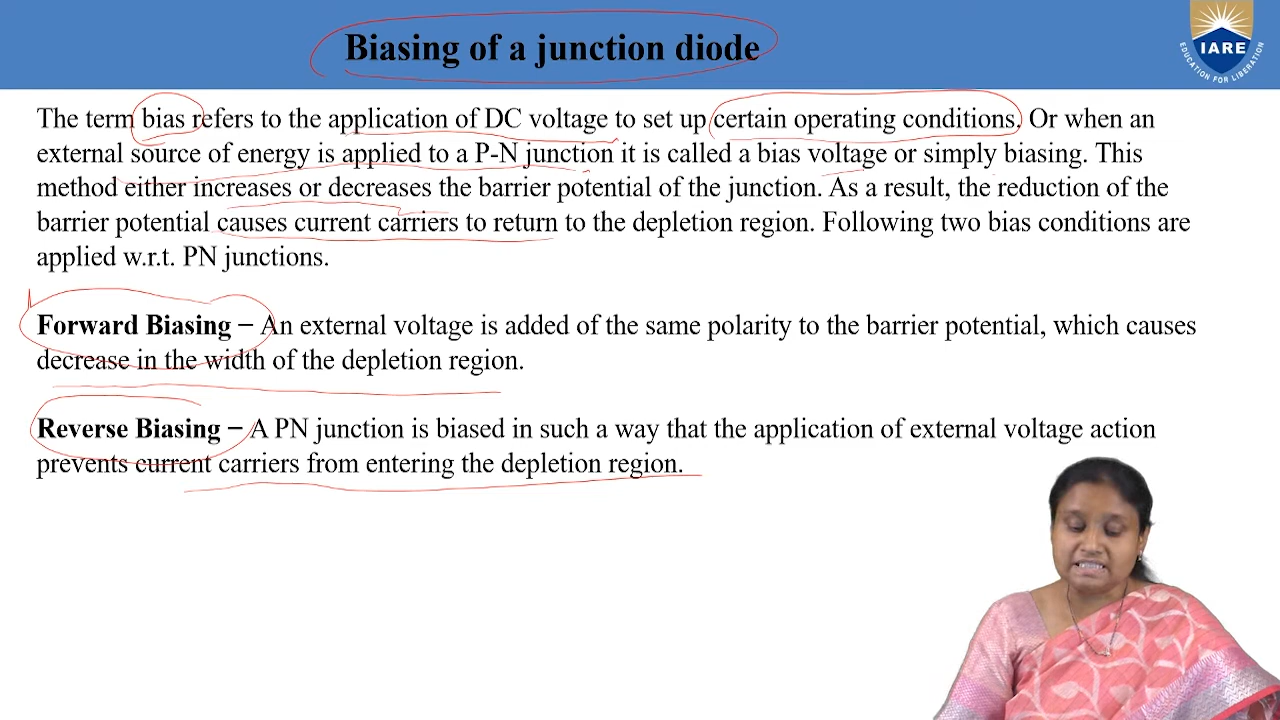 Biasing of a junction diode
IARE
EDUCATION FOR LIBERATION
The term bias refers to the application of DC voltage to set up certain operating conditions. Or when an
external source of energy is applied to a P-N junction it is called a bias voltage or simply biasing. This
method either increases or decreases the barrier potential of the junction. As a result, the reduction of the
barrier potential causes current carriers to return to the depletion region. Following two bias conditions are
applied w.r.t. PN junctions.
Forward Biasing − An external voltage is added of the same polarity to the barrier potential, which causes
decrease in the width of the depletion region.
Reverse Biasing − A PN junction is biased in such a way that the application of external voltage action
prevents current carriers from entering the depletion region.